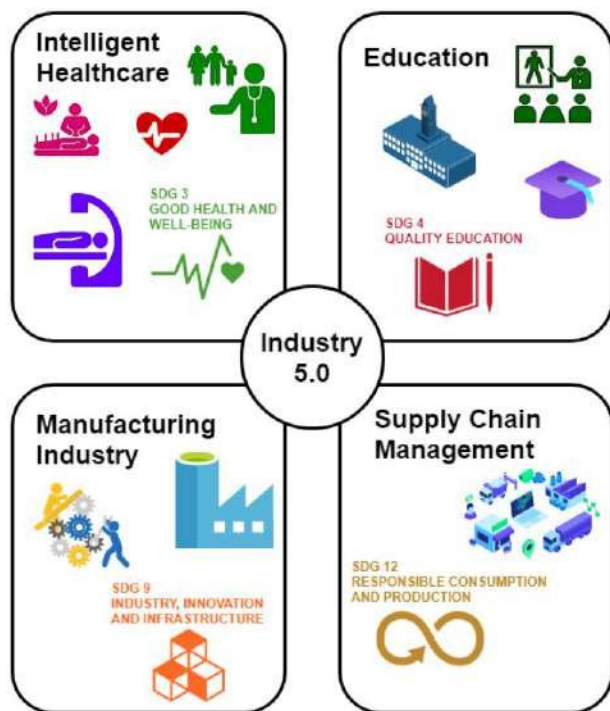 Intelligent
Healthcare
SDG 3
GOOD HEALTH AND
WELL-BEING
Education
SDG 4
QUALITY EDUCATION
Industry
5.0
Manufacturing
Industry
SDG 9
INDUSTRY, INNOVATION
AND INFRASTRUCTURE
Supply Chain
Management
SDG 12
RESPONSIBLE CONSUMPTION
AND PRODUCTION